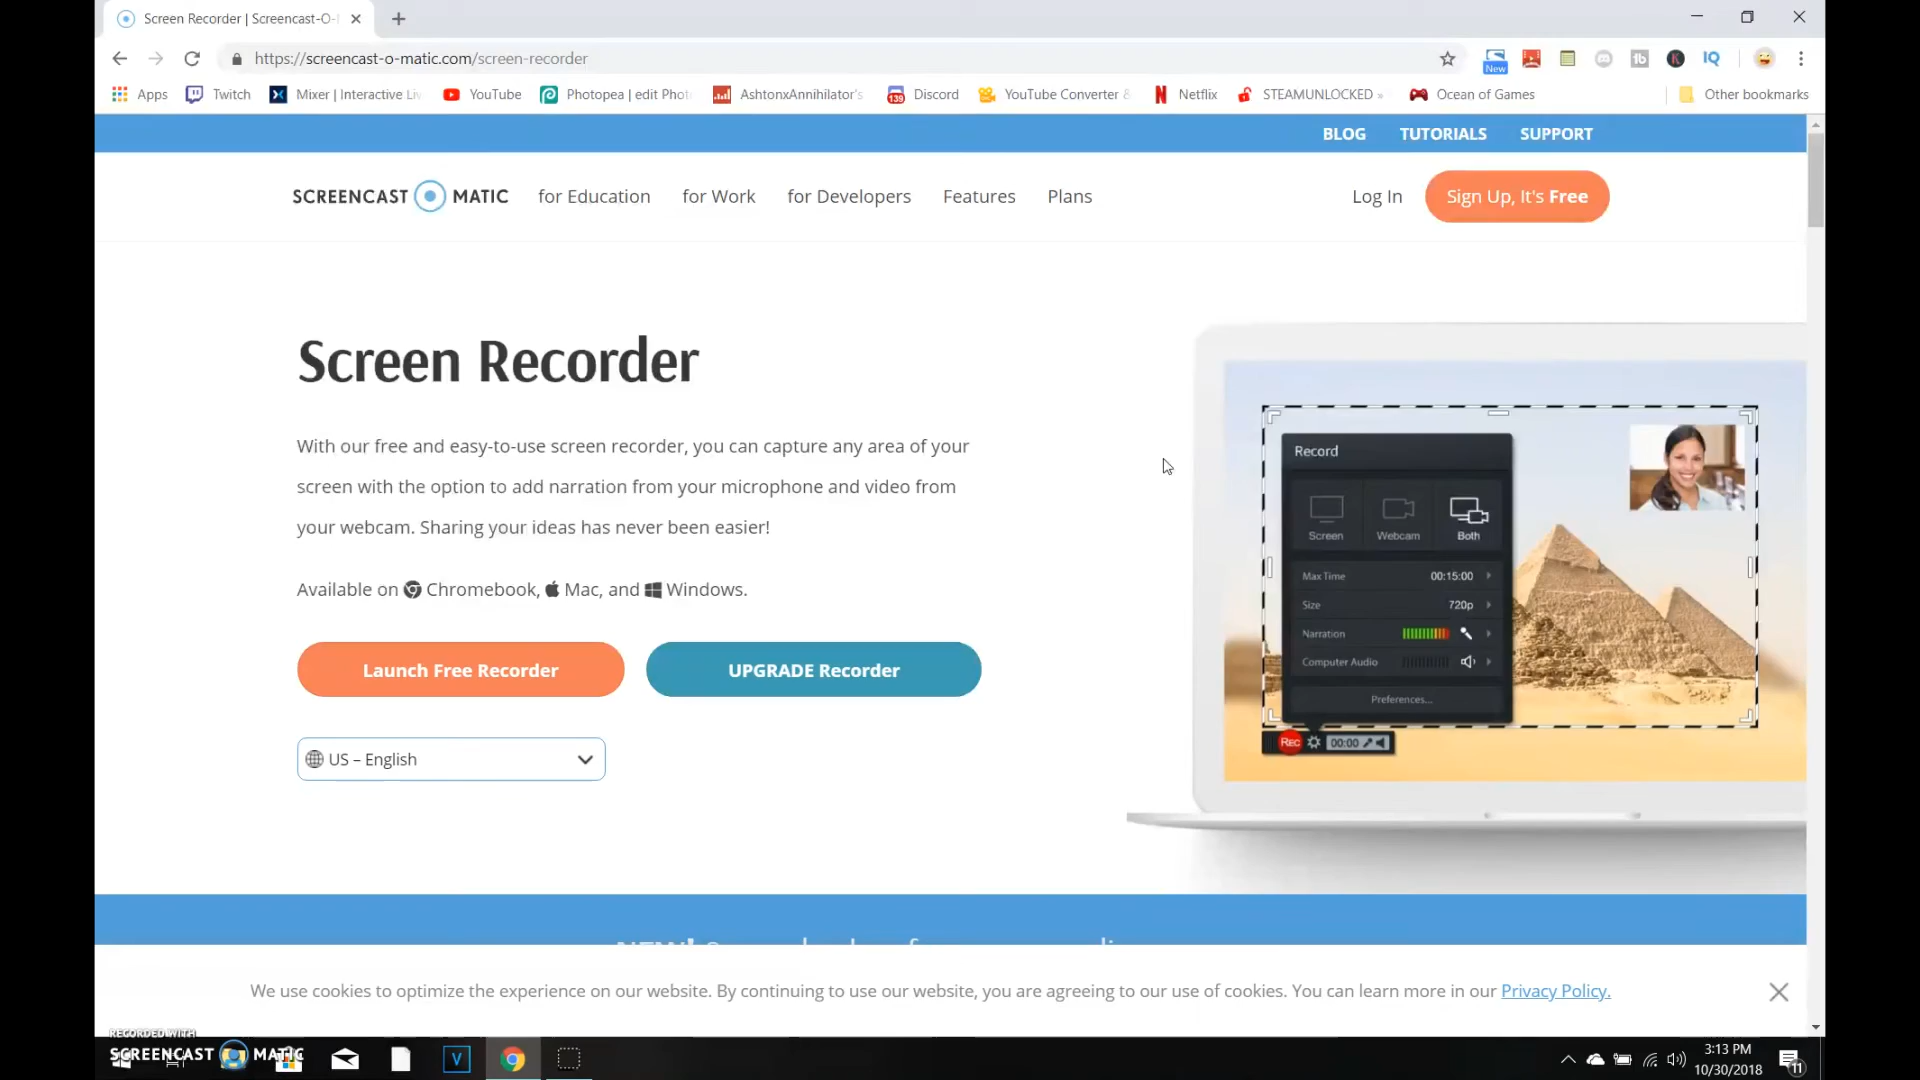 Screen Recorder | Screencast-O-
https://screencast-o-matic.com/screen-recorder
New
Apps
Twitch
Mixer | Interactive Liv
YouTube
Photopea | edit Phot
AshtonxAnnihilator's
139
Discord
YouTube Converter &
Netflix
STEAMUNLOCKED »
Ocean of Games
Other bookmarks
BLOG TUTORIALS SUPPORT
SCREENCAST MATIC
for Education for Work for Developers Features Plans
Log In
Sign Up, It's Free
Screen Recorder
With our free and easy-to-use screen recorder, you can capture any area of your
screen with the option to add narration from your microphone and video from
your webcam. Sharing your ideas has never been easier!
Available on Chromebook, Mac, and Windows.
Launch Free Recorder
UPGRADE Recorder
US – English
Record
Screen Webcam Both
Max Time 00:15:00
Size 720p
Narration
Computer Audio
Preferences...
REC 00:00
We use cookies to optimize the experience on our website. By continuing to use our website, you are agreeing to our use of cookies. You can learn more in our Privacy Policy.
RECORDED WITH
SCREENCAST MATIC
3:13 PM
10/30/2018
11